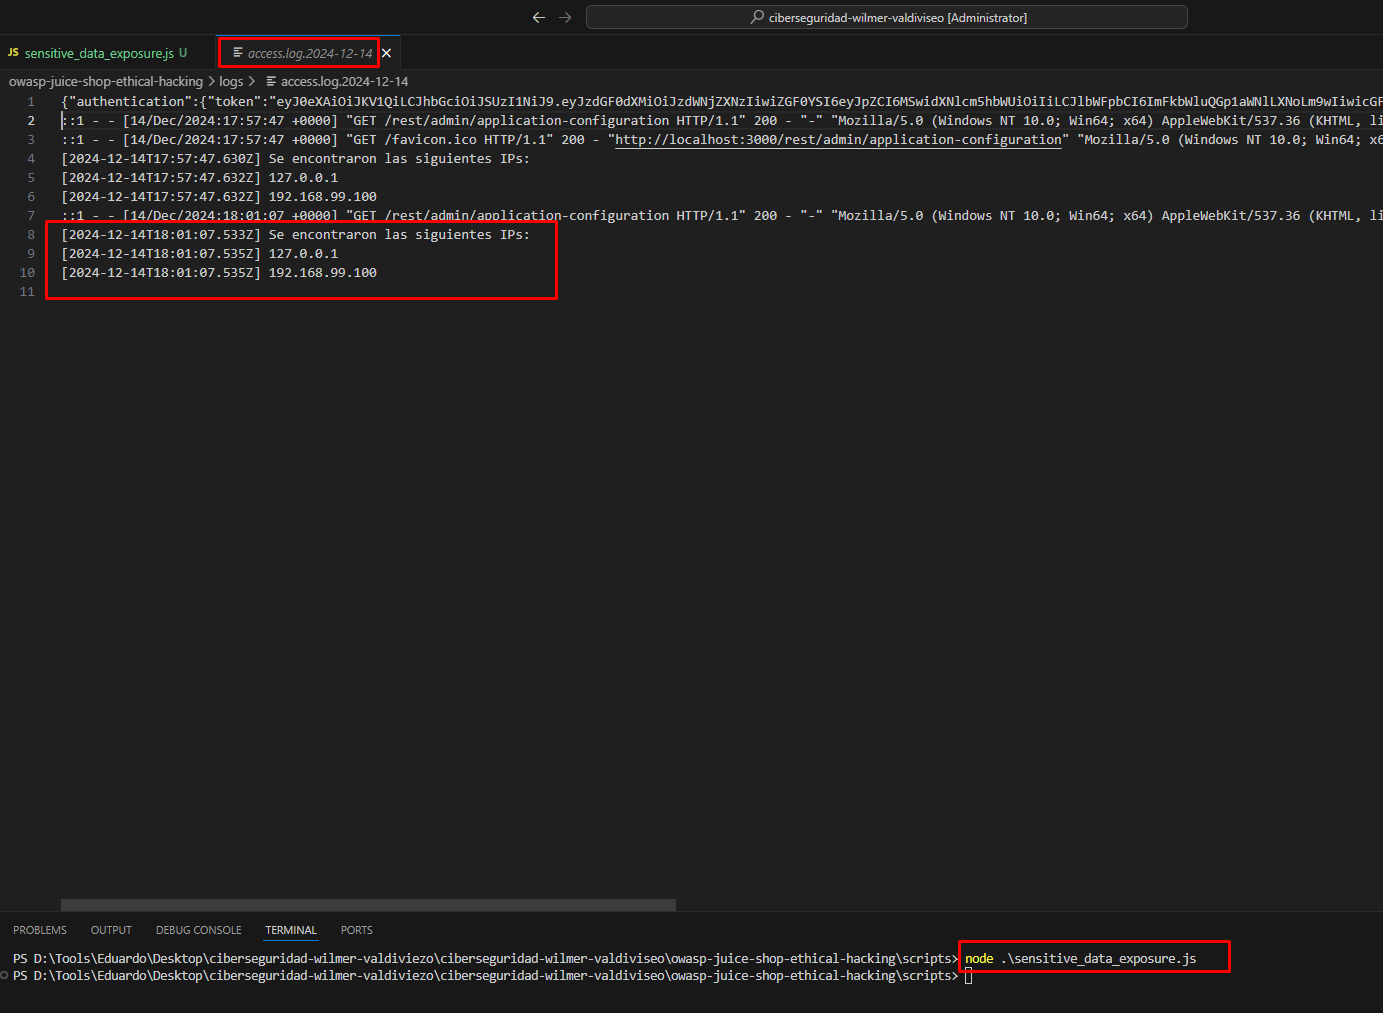 ciberseguridad-wilmer-valdiviseo [Administrator]
JS sensitive_data_exposure.js U
access.log.2024-12-14
owasp-juice-shop-ethical-hacking > logs > access.log.2024-12-14
1 {"authentication":{"token":"eyJ0eXAiOiJKV1QiLCJhbGciOiJSUzI1NiJ9.eyJzdGF0dXMiOiJzdWNjZXNzIiwiZGF0YSI6eyJpZCI6MSwidXNlcm5hbWUiOiIiLCJlbWFpbCI6ImFkbWluQGp1aWNlLXNoLm9wIiwicGF
2 ::1 - - [14/Dec/2024:17:57:47 +0000] "GET /rest/admin/application-configuration HTTP/1.1" 200 - "-" "Mozilla/5.0 (Windows NT 10.0; Win64; x64) AppleWebKit/537.36 (KHTML, li
3 ::1 - - [14/Dec/2024:17:57:47 +0000] "GET /favicon.ico HTTP/1.1" 200 - "http://localhost:3000/rest/admin/application-configuration" "Mozilla/5.0 (Windows NT 10.0; Win64; x6
4 [2024-12-14T17:57:47.630Z] Se encontraron las siguientes IPs:
5 [2024-12-14T17:57:47.632Z] 127.0.0.1
6 [2024-12-14T17:57:47.632Z] 192.168.99.100
7 ::1 - - [14/Dec/2024:18:01:07 +0000] "GET /rest/admin/application-configuration HTTP/1.1" 200 - "-" "Mozilla/5.0 (Windows NT 10.0; Win64; x64) AppleWebKit/537.36 (KHTML, li
8 [2024-12-14T18:01:07.533Z] Se encontraron las siguientes IPs:
9 [2024-12-14T18:01:07.535Z] 127.0.0.1
10 [2024-12-14T18:01:07.535Z] 192.168.99.100
11
PROBLEMS OUTPUT DEBUG CONSOLE TERMINAL PORTS
PS D:\Tools\Eduardo\Desktop\ciberseguridad-wilmer-valdiviezo\ciberseguridad-wilmer-valdiviseo\owasp-juice-shop-ethical-hacking\scripts> node .\sensitive_data_exposure.js
PS D:\Tools\Eduardo\Desktop\ciberseguridad-wilmer-valdiviezo\ciberseguridad-wilmer-valdiviseo\owasp-juice-shop-ethical-hacking\scripts>